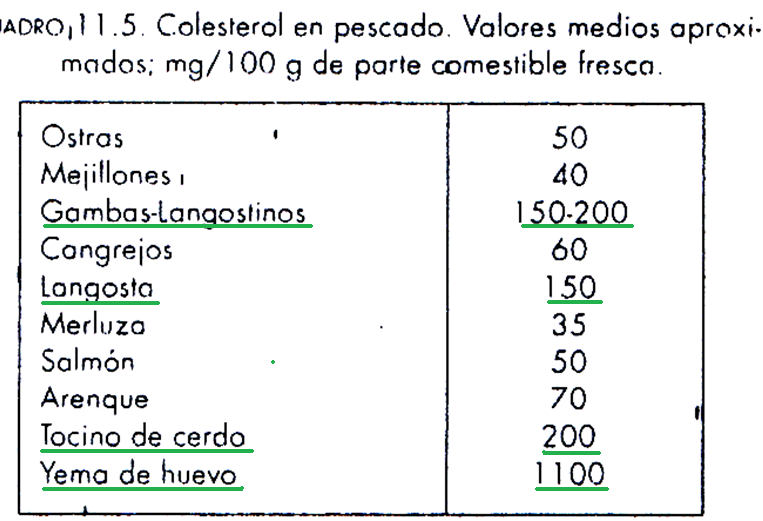 UADRO 11.5. Colesterol en pescado. Valores medios aproxi-
mados; mg/100 g de parte comestible fresca.
Ostras 50
Mejillones 40
Gambas-Langostinos 150-200
Cangrejos 60
Langosta 150
Merluza 35
Salmón 50
Arenque 70
Tocino de cerdo 200
Yema de huevo 1100